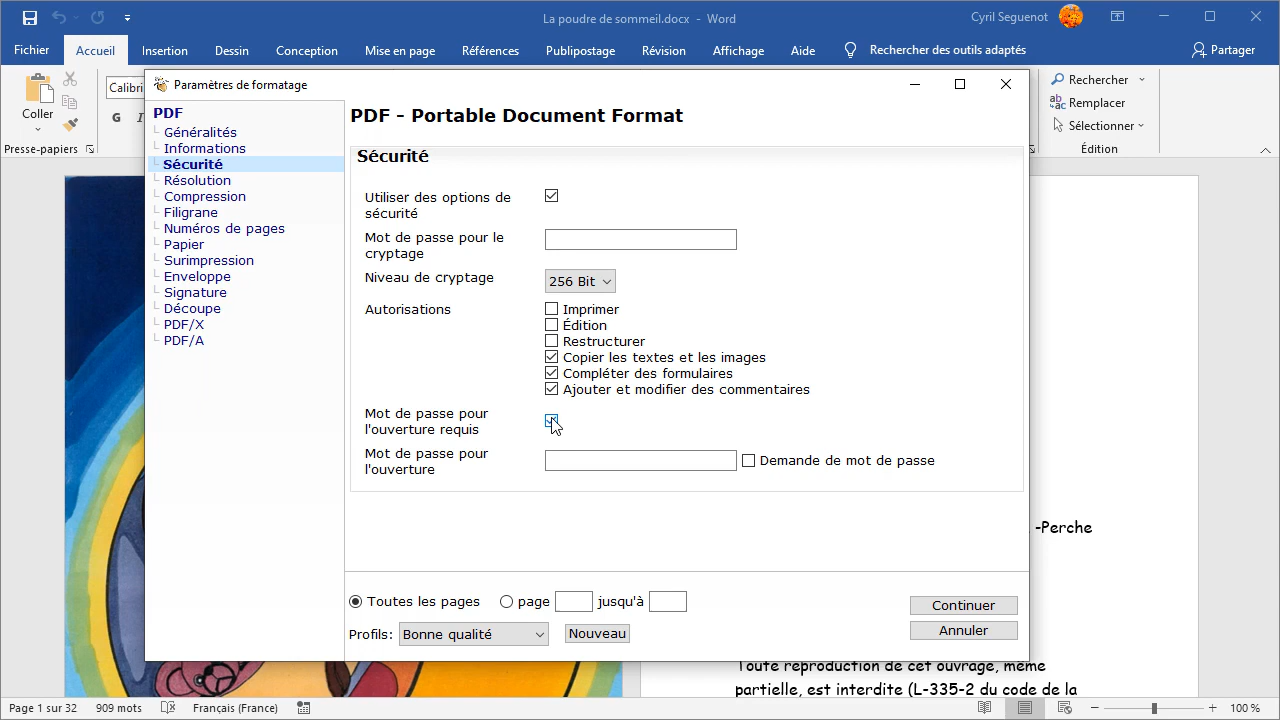 La poudre de sommeil.docx - Word
Cyril Seguenot
Fichier
Accueil
Insertion
Dessin
Conception
Mise en page
Références
Publipostage
Révision
Affichage
Aide
Rechercher des outils adaptés
Partager
Coller
Presse-papiers
Calibri
G
Rechercher
Remplacer
Sélectionner
Édition
Paramètres de formatage
PDF
Généralités
Informations
Sécurité
Résolution
Compression
Filigrane
Numéros de pages
Papier
Surimpression
Enveloppe
Signature
Découpe
PDF/X
PDF/A
PDF - Portable Document Format
Sécurité
Utiliser des options de
sécurité
Mot de passe pour le
cryptage
Niveau de cryptage
256 Bit
Autorisations
Imprimer
Édition
Restructurer
Copier les textes et les images
Compléter des formulaires
Ajouter et modifier des commentaires
Mot de passe pour
l'ouverture requis
Mot de passe pour
l'ouverture
Demande de mot de passe
Toutes les pages
page
jusqu'à
Profils:
Bonne qualité
Nouveau
Continuer
Annuler
-Perche
Toute reproduction de cet ouvrage, même
partielle, est interdite (L-335-2 du code de la
Page 1 sur 32
909 mots
Français (France)
100 %